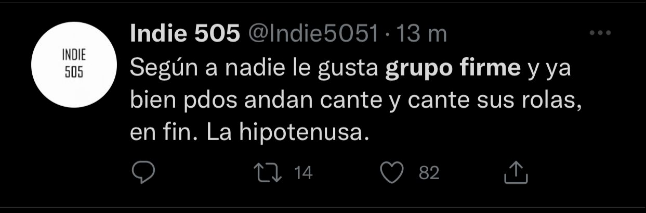 INDIE
505
Indie 505 @Indie5051 · 13 m
Según a nadie le gusta grupo firme y ya
bien pdos andan cante y cante sus rolas,
en fin. La hipotenusa.
14 82